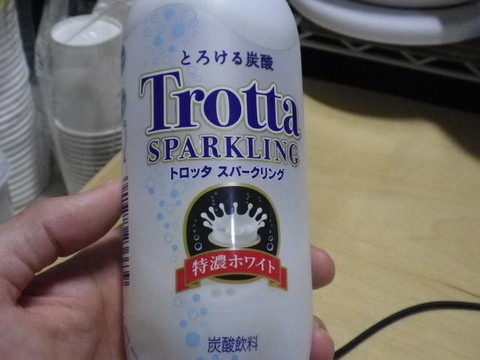 とろける炭酸
Trotta
SPARKLING
トロッタ スパークリング
特濃ホワイト
炭酸飲料